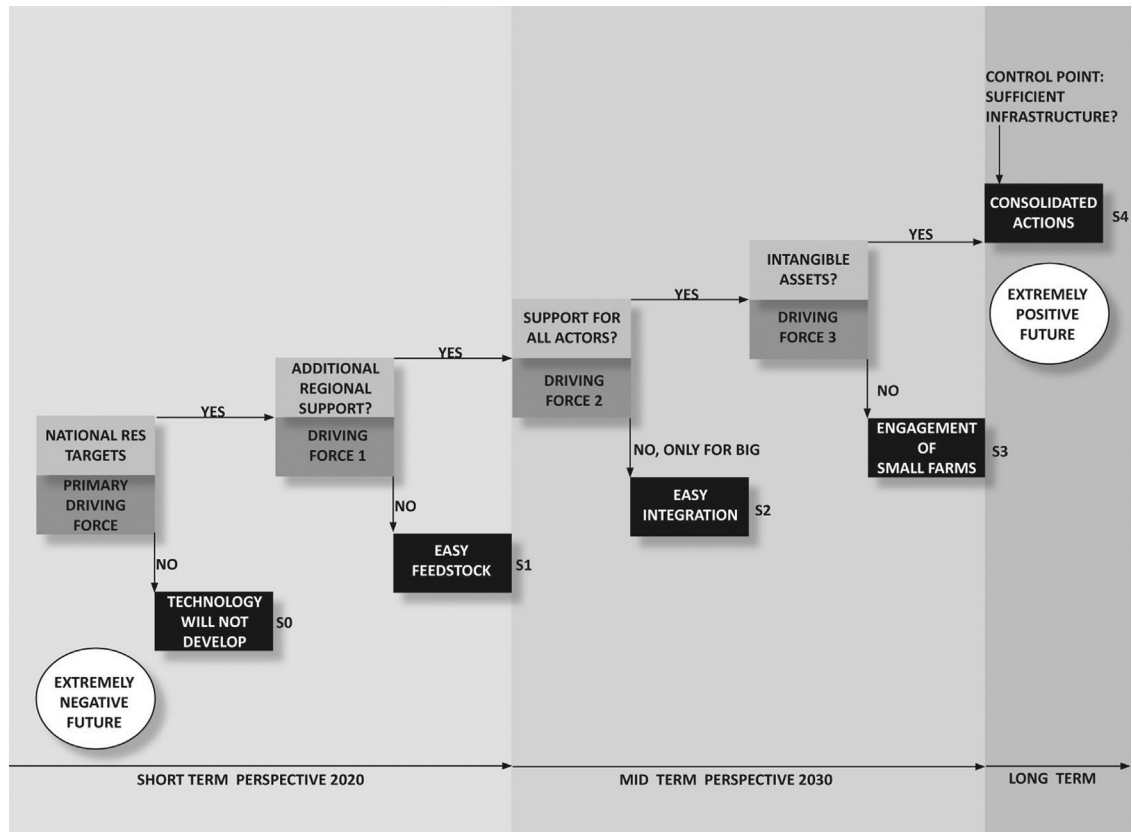 CONTROL POINT:
SUFFICIENT
INFRASTRUCTURE?
CONSOLIDATED
ACTIONS
S4
YES
EXTREMELY
POSITIVE
FUTURE
INTANGIBLE
ASSETS?
DRIVING
FORCE 3
NO
ENGAGEMENT
OF
SMALL FARMS
S3
YES
SUPPORT FOR
ALL ACTORS?
DRIVING
FORCE 2
NO, ONLY FOR BIG
EASY
INTEGRATION
S2
YES
ADDITIONAL
REGIONAL
SUPPORT?
DRIVING
FORCE 1
NO
EASY
FEEDSTOCK
S1
YES
NATIONAL RES
TARGETS
PRIMARY
DRIVING
FORCE
NO
TECHNOLOGY
WILL NOT
DEVELOP
S0
EXTREMELY
NEGATIVE
FUTURE
SHORT TERM PERSPECTIVE 2020
MID TERM PERSPECTIVE 2030
LONG TERM